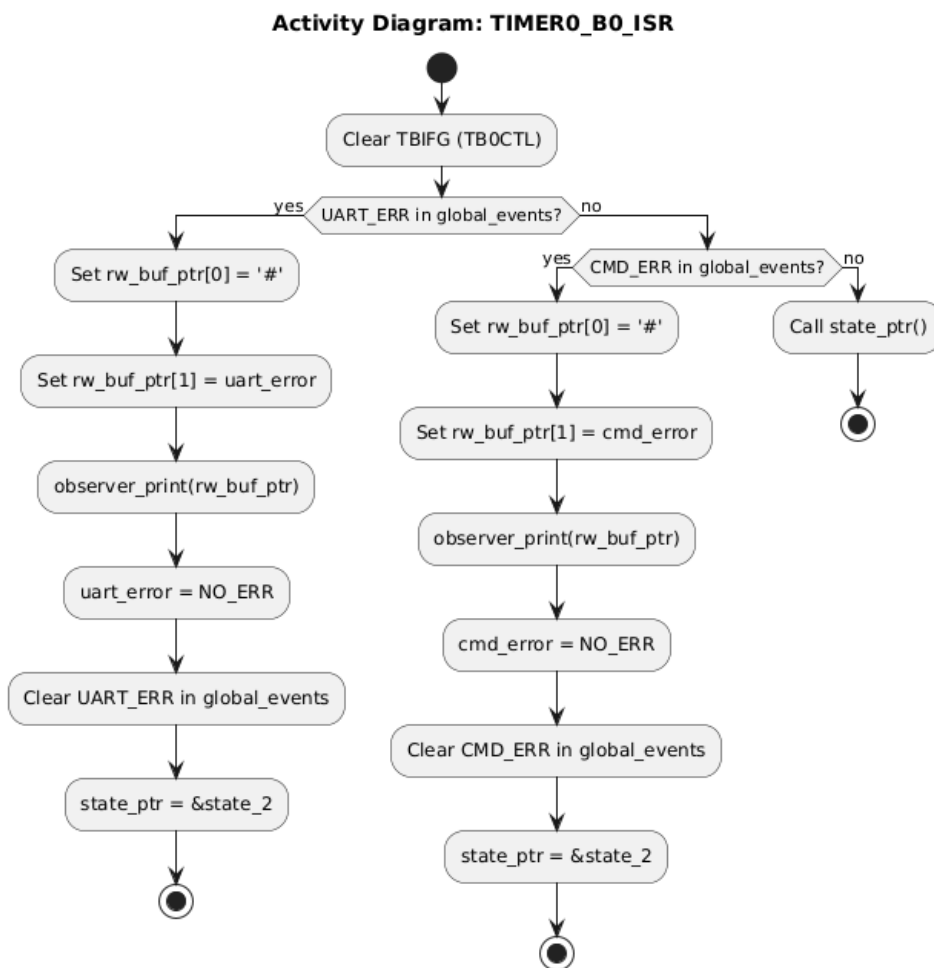 Activity Diagram: TIMER0_B0_ISR
Clear TBIFG (TB0CTL)
yes
UART_ERR in global_events?
no
Set rw_buf_ptr[0] = '#'
Set rw_buf_ptr[1] = uart_error
observer_print(rw_buf_ptr)
uart_error = NO_ERR
Clear UART_ERR in global_events
state_ptr = &state_2
yes
CMD_ERR in global_events?
no
Set rw_buf_ptr[0] = '#'
Set rw_buf_ptr[1] = cmd_error
observer_print(rw_buf_ptr)
cmd_error = NO_ERR
Clear CMD_ERR in global_events
state_ptr = &state_2
Call state_ptr()